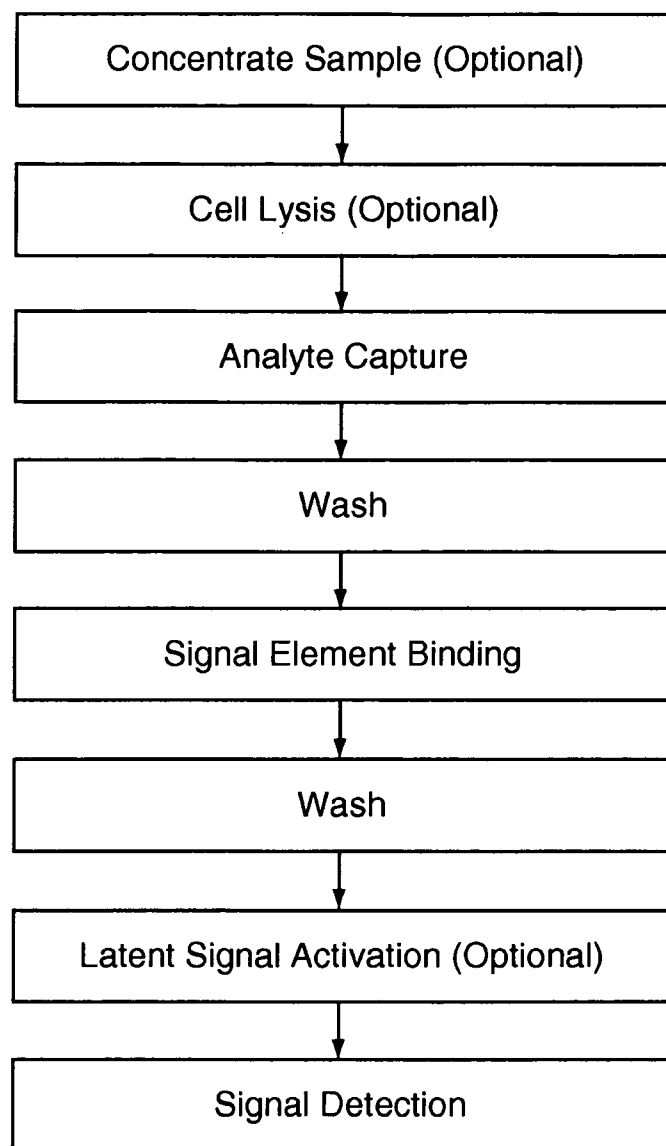 Concentrate Sample (Optional)
Cell Lysis (Optional)
Analyte Capture
Wash
Signal Element Binding
Wash
Latent Signal Activation (Optional)
Signal Detection